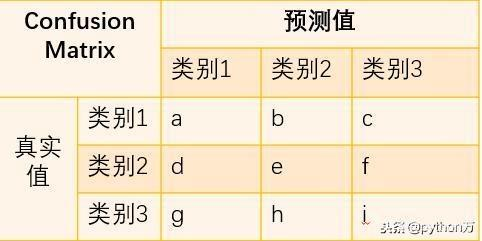 Confusion Matrix 预测值
类别1 类别2 类别3
真实值 类别1 a b c
类别2 d e f
类别3 g h i
头条 @python万